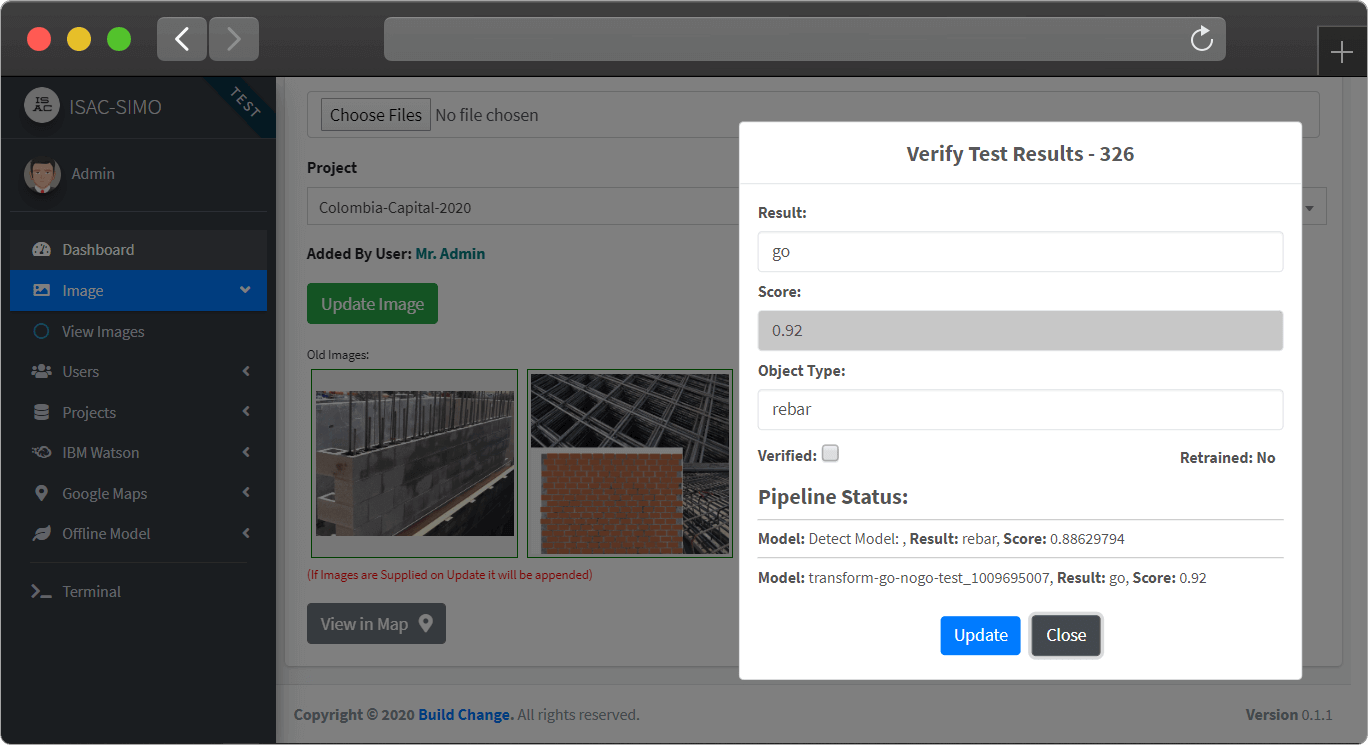 IS
AC
ISAC-SIMO
TEST
Admin
Dashboard
Image
View Images
Users
Projects
IBM Watson
Google Maps
Offline Model
Terminal
Choose Files No file chosen
Project
Colombia-Capital-2020
Added By User: Mr. Admin
Update Image
Old Images:
(If Images are Supplied on Update it will be appended)
View in Map
Verify Test Results - 326
Result:
go
Score:
0.92
Object Type:
rebar
Verified:
Retrained: No
Pipeline Status:
Model: Detect Model: , Result: rebar, Score: 0.88629794
Model: transform-go-nogo-test_1009695007, Result: go, Score: 0.92
Update
Close
Copyright © 2020 Build Change. All rights reserved.
Version 0.1.1